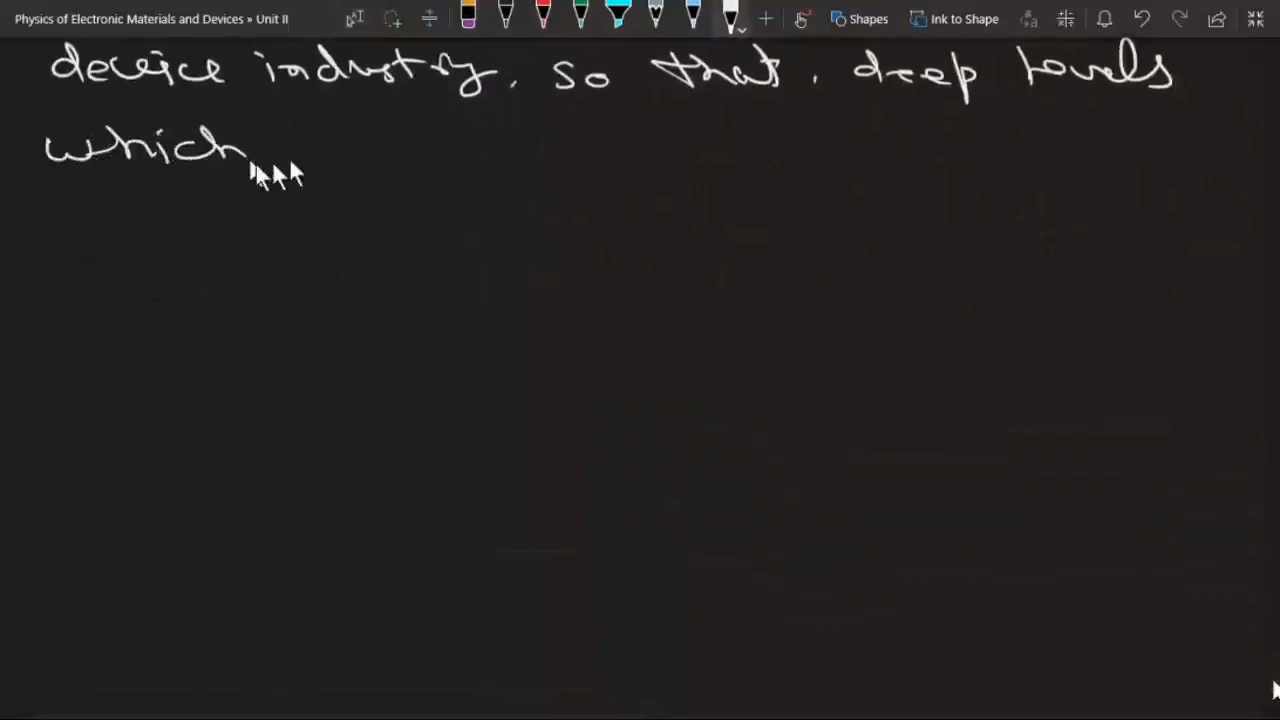 Physics of Electronic Materials and Devices » Unit II
Shapes
Ink to Shape
device industry. so that, deep levels
which